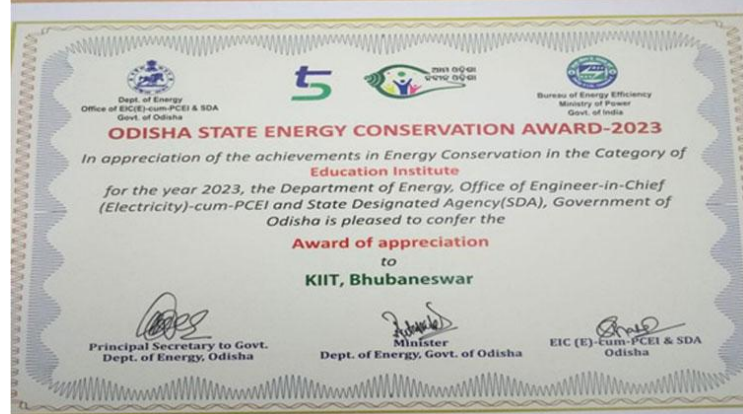 ଆମ ଓଡ଼ିଶା
ନବୀନ ଓଡ଼ିଶା
Dept. of Energy
Office of EIC(E)-cum-PCEI & SDA
Govt. of Odisha
5
Bureau of Energy Efficiency
Ministry of Power
Govt. of India
ODISHA STATE ENERGY CONSERVATION AWARD-2023
In appreciation of the achievements in Energy Conservation in the Category of
Education Institute
for the year 2023, the Department of Energy, Office of Engineer-in-Chief
(Electricity)-cum-PCEI and State Designated Agency(SDA), Government of
Odisha is pleased to confer the
Award of appreciation
to
KIIT, Bhubaneswar
Principal Secretary to Govt.
Dept. of Energy, Odisha
Minister
Dept. of Energy, Govt. of Odisha
EIC (E)-cum-PCEI & SDA
Odisha